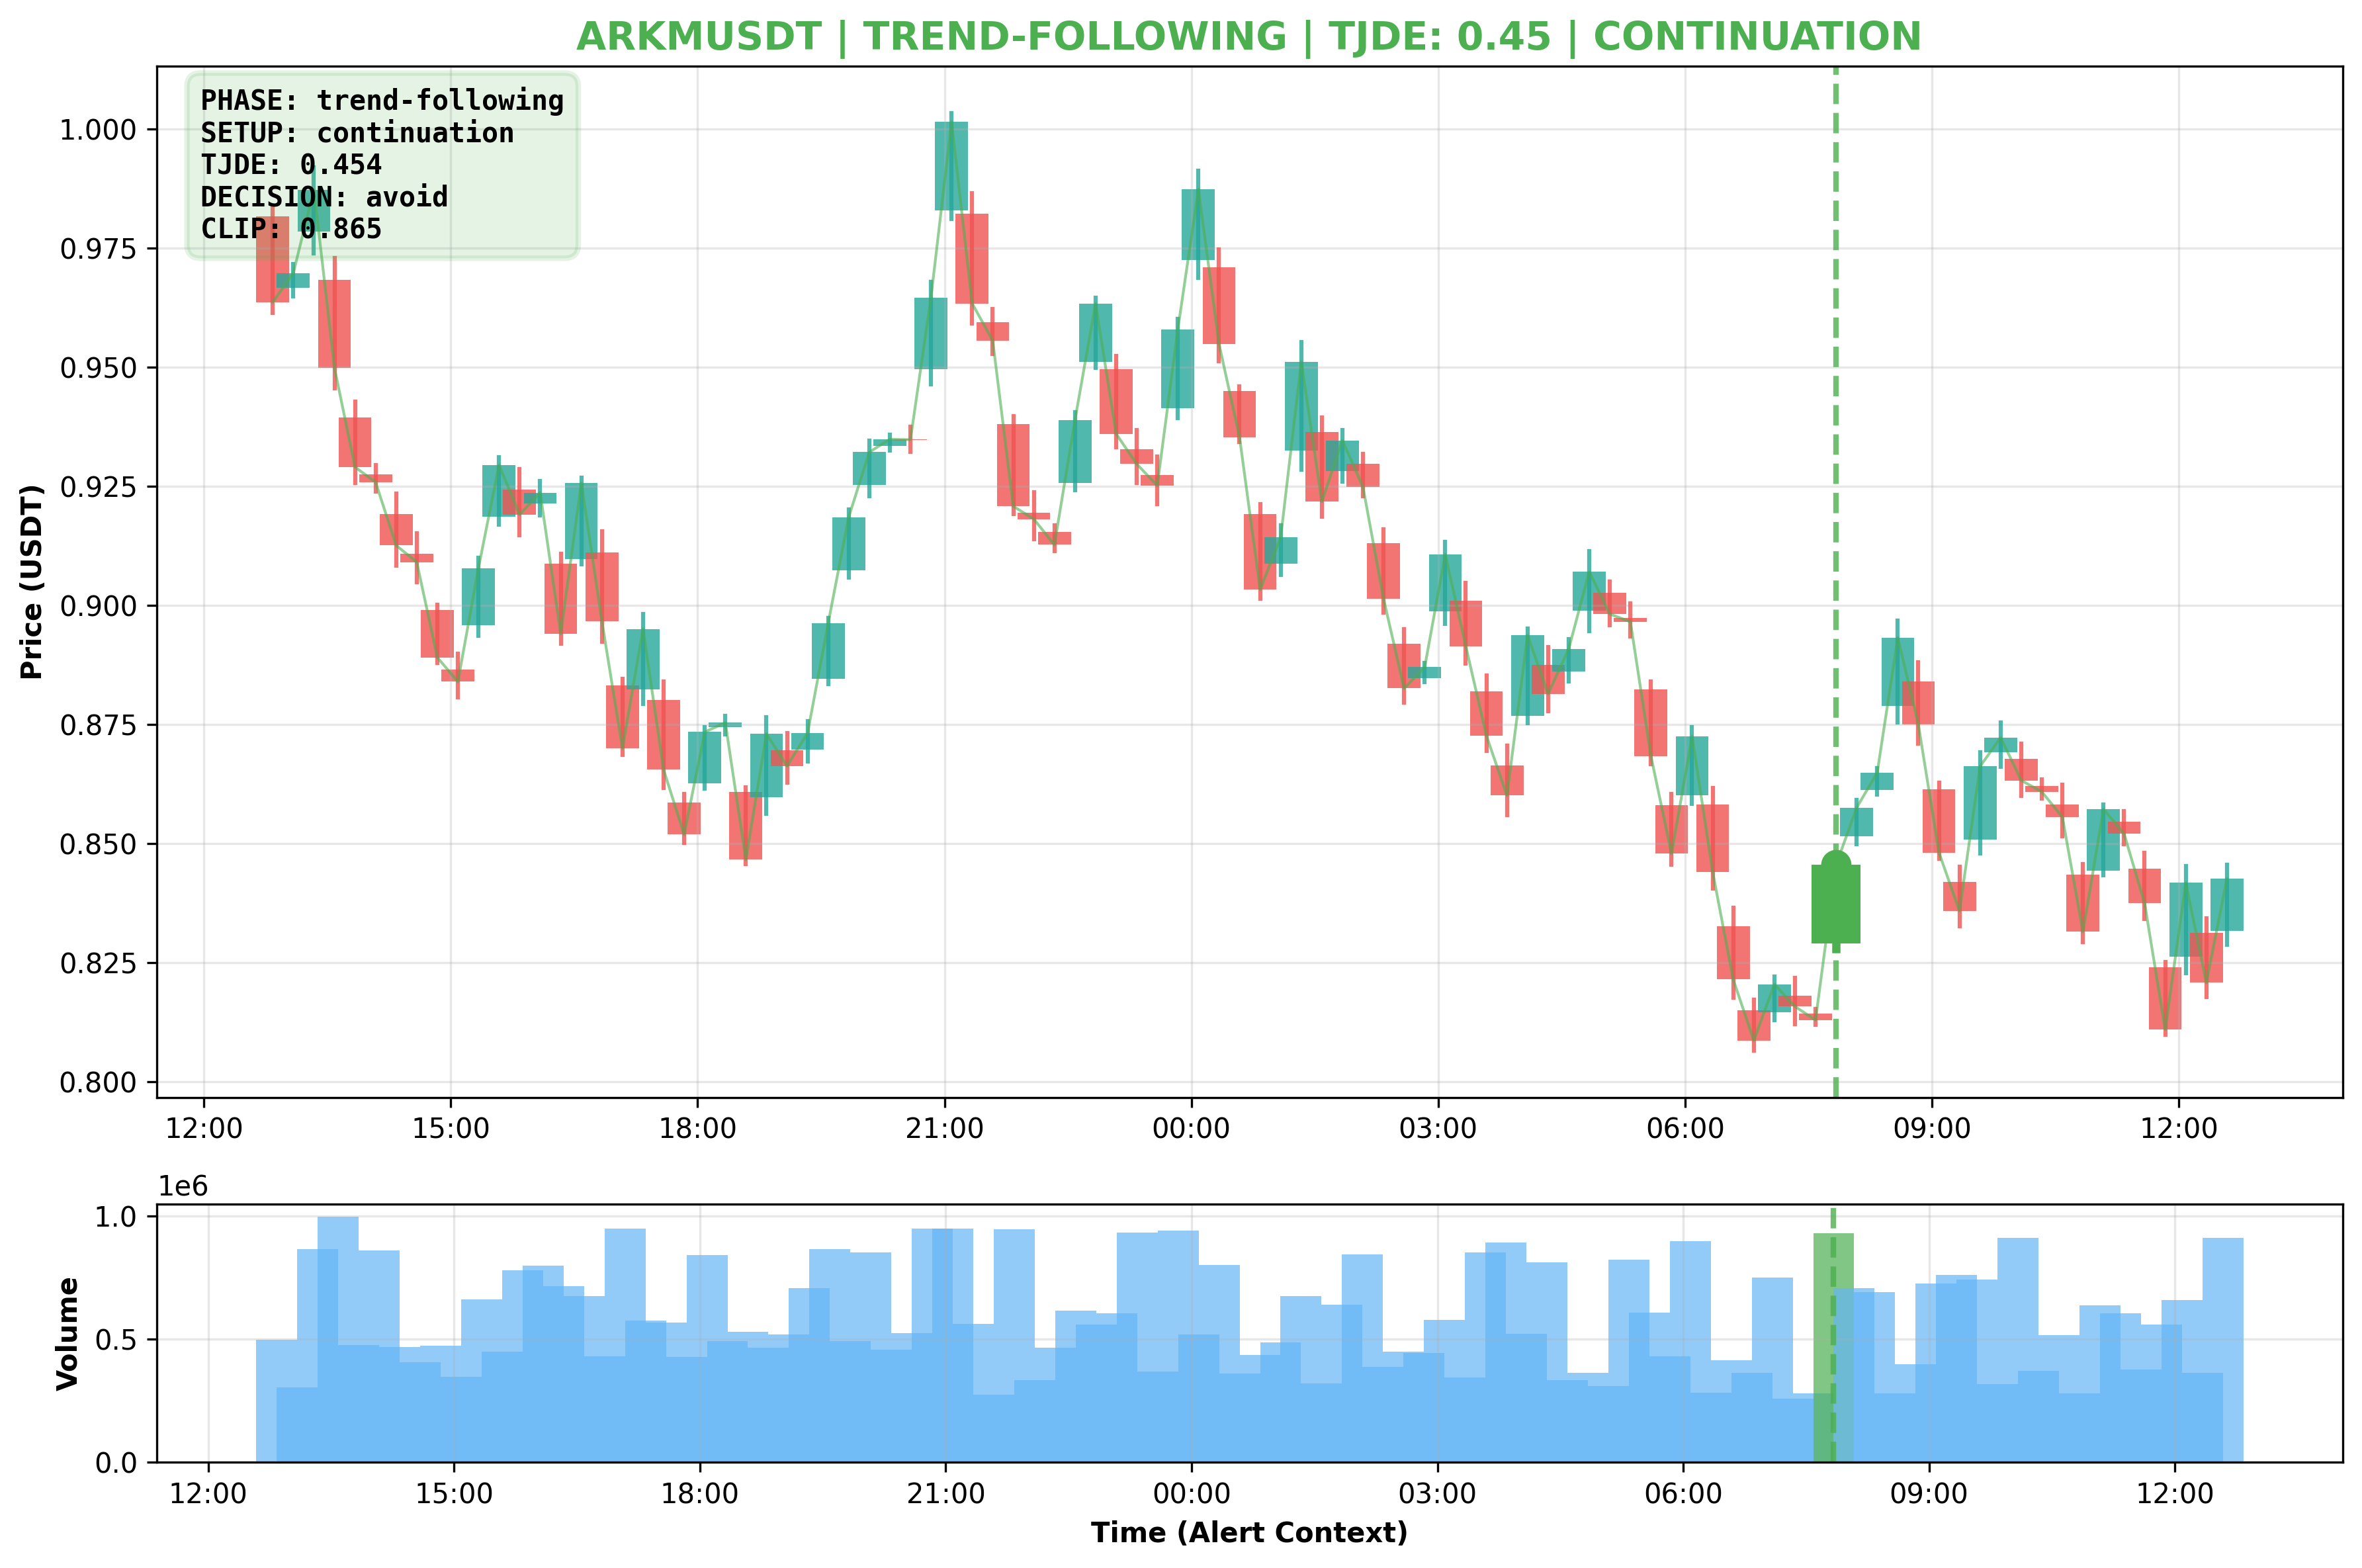 ARKMUSDT | TREND-FOLLOWING | TJDE: 0.45 | CONTINUATION
PHASE: trend-following
SETUP: continuation
TJDE: 0.454
DECISION: avoid
CLIP: 0.865
Price (USDT)
1.000
0.975
0.950
0.925
0.900
0.875
0.850
0.825
0.800
12:00 15:00 18:00 21:00 00:00 03:00 06:00 09:00 12:00
1e6
Volume
1.0
0.5
0.0
12:00 15:00 18:00 21:00 00:00 03:00 06:00 09:00 12:00
Time (Alert Context)